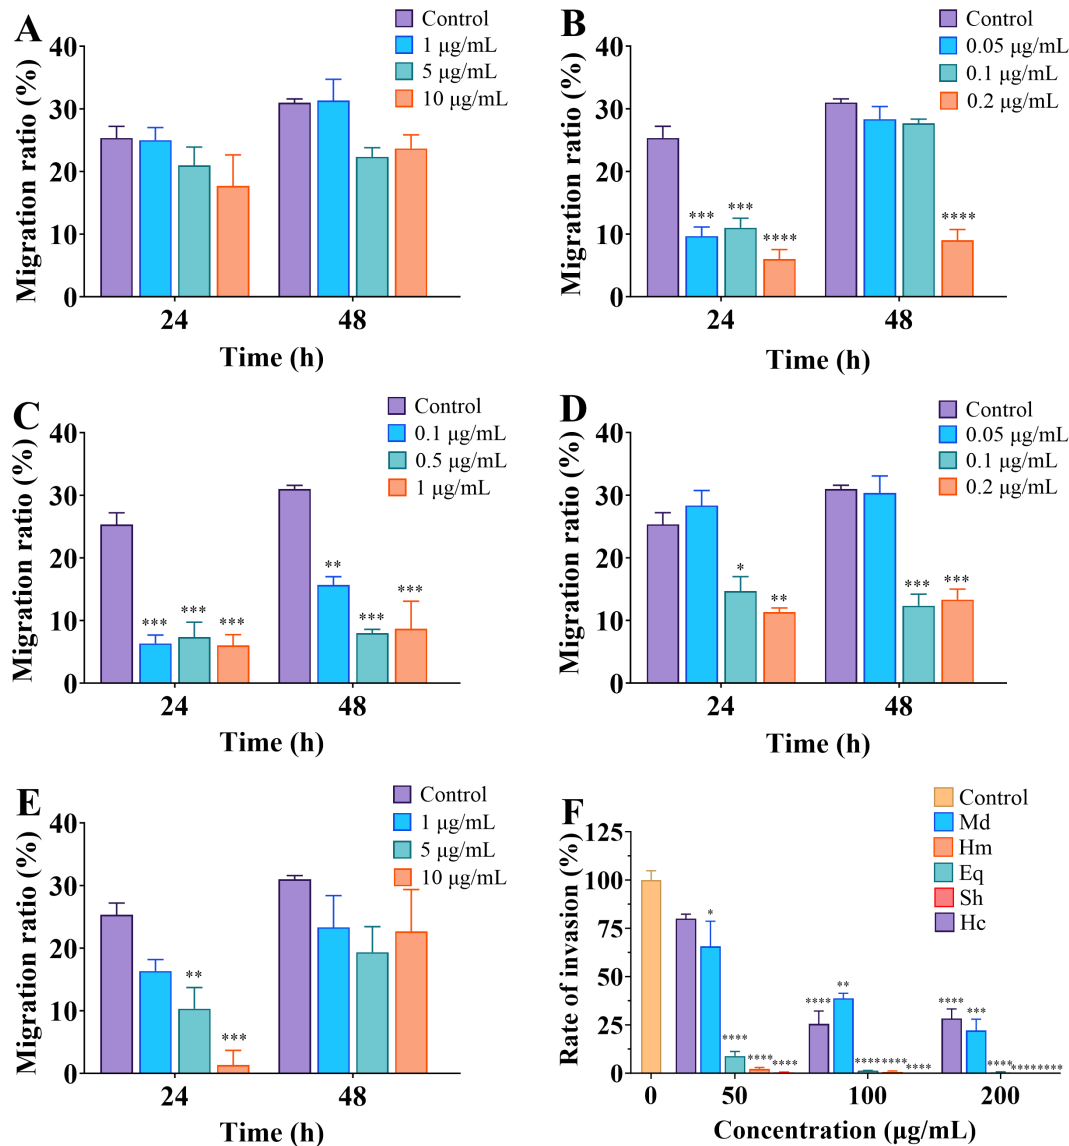 A
Control
1 µg/mL
5 µg/mL
10 µg/mL
Migration ratio (%)
40
30
20
10
0
24
48
Time (h)
B
Control
0.05 µg/mL
0.1 µg/mL
0.2 µg/mL
Migration ratio (%)
40
30
20
10
0
***
***
****
****
24
48
Time (h)
C
Control
0.1 µg/mL
0.5 µg/mL
1 µg/mL
Migration ratio (%)
40
30
20
10
0
***
***
***
**
***
***
24
48
Time (h)
D
Control
0.05 µg/mL
0.1 µg/mL
0.2 µg/mL
Migration ratio (%)
40
30
20
10
0
*
**
***
***
24
48
Time (h)
E
Control
1 µg/mL
5 µg/mL
10 µg/mL
Migration ratio (%)
40
30
20
10
0
**
***
24
48
Time (h)
F
Control
Md
Hm
Eq
Sh
Hc
Rate of invasion (%)
125
100
75
50
25
0
*
****
****
****
****
**
****
****
****
****
***
****
****
****
0
50
100
200
Concentration (µg/mL)